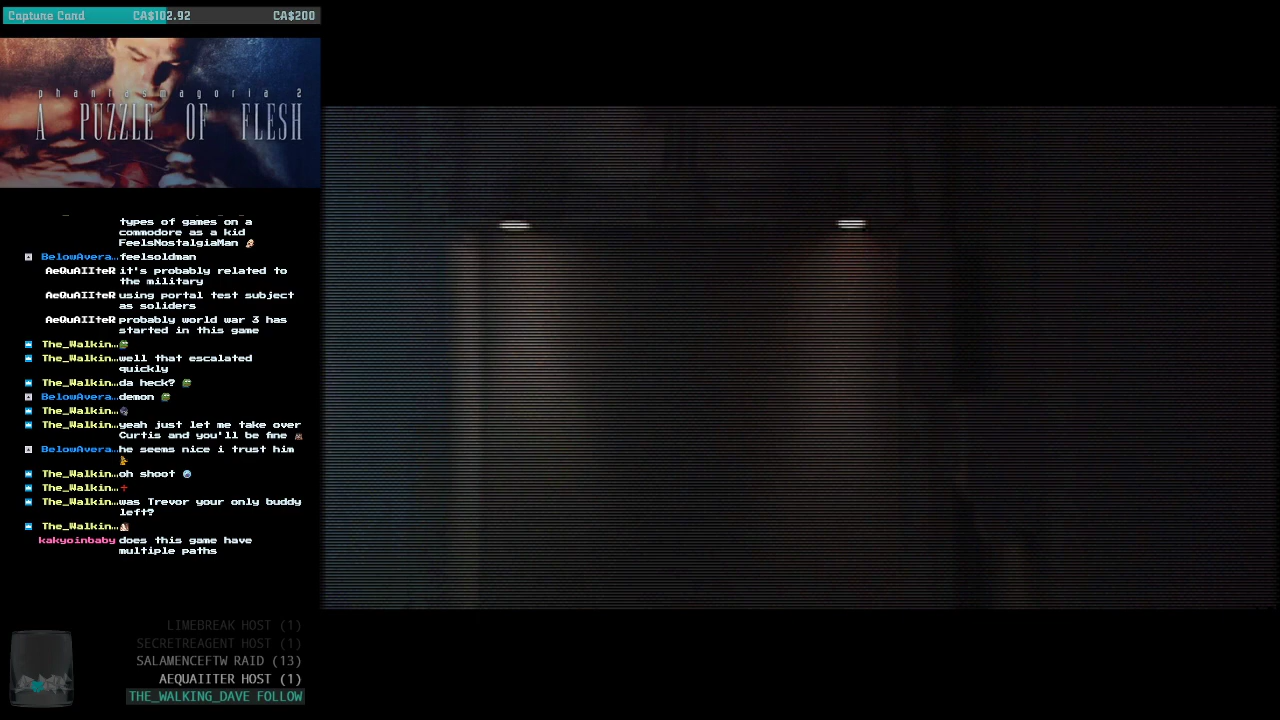 Capture Card CA$102.92 CA$200
phantasmagoria 2
A PUZZLE OF FLESH
types of games on a
commodore as a kid
FeelsNostalgiaMan
BelowAvera… feelsoldman
AeQuAIIteR it's probably related to
the military
AeQuAIIteR using portal test subject
as soliders
AeQuAIIteR probably world war 3 has
started in this game
The_Walkin…
The_Walkin… well that escalated
quickly
The_Walkin… da heck?
BelowAvera… demon
The_Walkin…
The_Walkin… yeah just let me take over
Curtis and you'll be fine
BelowAvera… he seems nice i trust him
The_Walkin… oh shoot
The_Walkin…
The_Walkin… was Trevor your only buddy
left?
The_Walkin…
kakyoinbaby does this game have
multiple paths
LIMEBREAK HOST (1)
SECRETREAGENT HOST (1)
SALAMENCEFTW RAID (13)
AEQUAIITER HOST (1)
THE_WALKING_DAVE FOLLOW